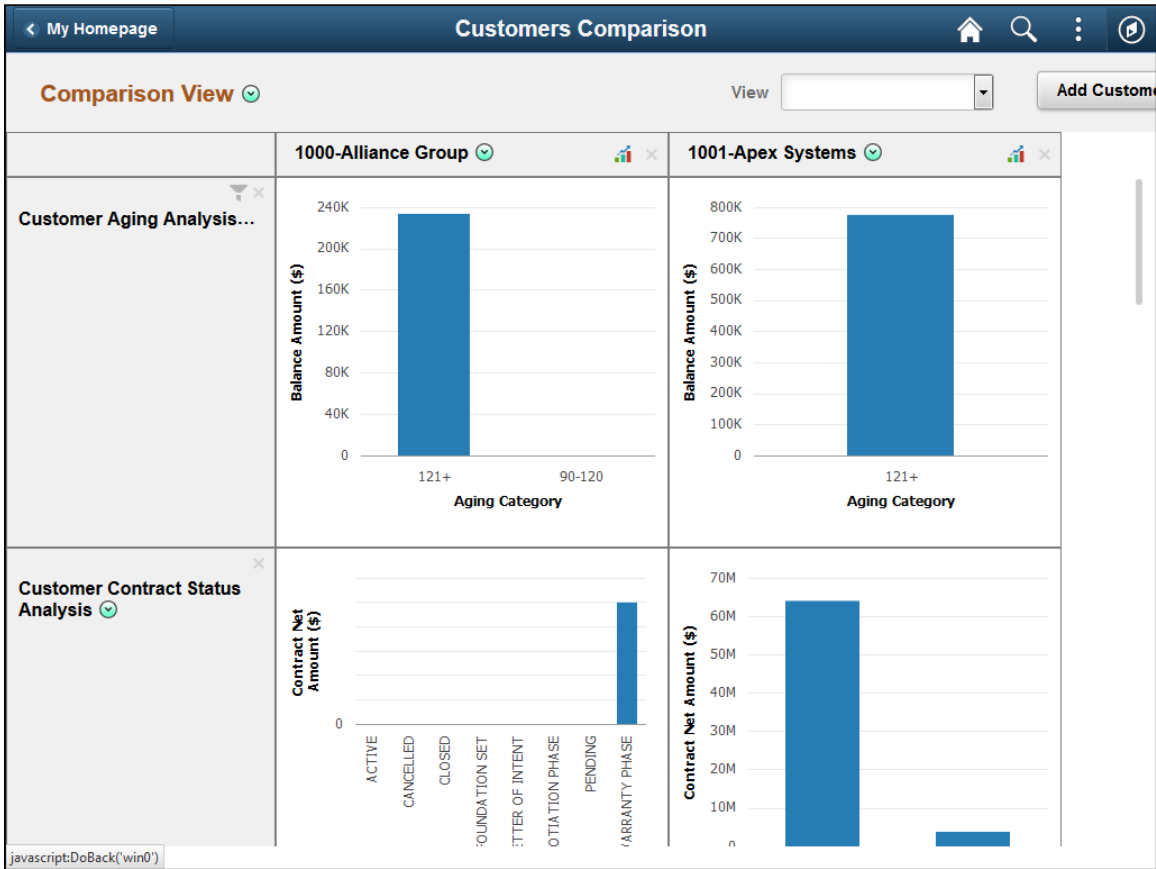 My Homepage
Customers Comparison
Comparison View
View
Add Custome
1000-Alliance Group
1001-Apex Systems
Customer Aging Analysis...
240K
200K
160K
120K
80K
40K
0
Balance Amount ($)
121+
90-120
Aging Category
800K
700K
600K
500K
400K
300K
200K
100K
0
Balance Amount ($)
121+
Aging Category
Customer Contract Status
Analysis
Contract Net
Amount ($)
0
ACTIVE
CANCELLED
CLOSED
FOUNDATION SET
ETTER OF INTENT
OTIATION PHASE
PENDING
WARRANTY PHASE
70M
60M
50M
40M
30M
20M
10M
0
Contract Net Amount ($)
javascript:DoBack('win0')